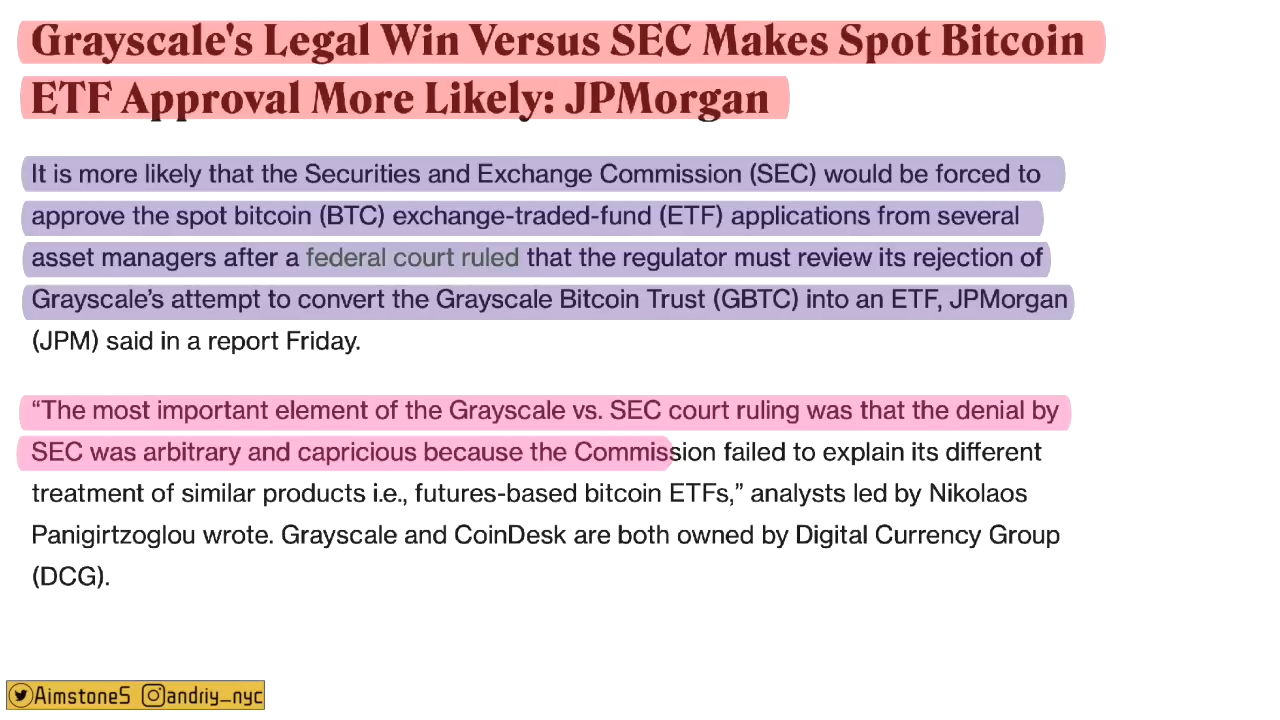 Grayscale's Legal Win Versus SEC Makes Spot Bitcoin
ETF Approval More Likely: JPMorgan
It is more likely that the Securities and Exchange Commission (SEC) would be forced to
approve the spot bitcoin (BTC) exchange-traded-fund (ETF) applications from several
asset managers after a federal court ruled that the regulator must review its rejection of
Grayscale’s attempt to convert the Grayscale Bitcoin Trust (GBTC) into an ETF, JPMorgan
(JPM) said in a report Friday.
“The most important element of the Grayscale vs. SEC court ruling was that the denial by
SEC was arbitrary and capricious because the Commission failed to explain its different
treatment of similar products i.e., futures-based bitcoin ETFs,” analysts led by Nikolaos
Panigirtzoglou wrote. Grayscale and CoinDesk are both owned by Digital Currency Group
(DCG).
Aimstone5 andriy_nyc